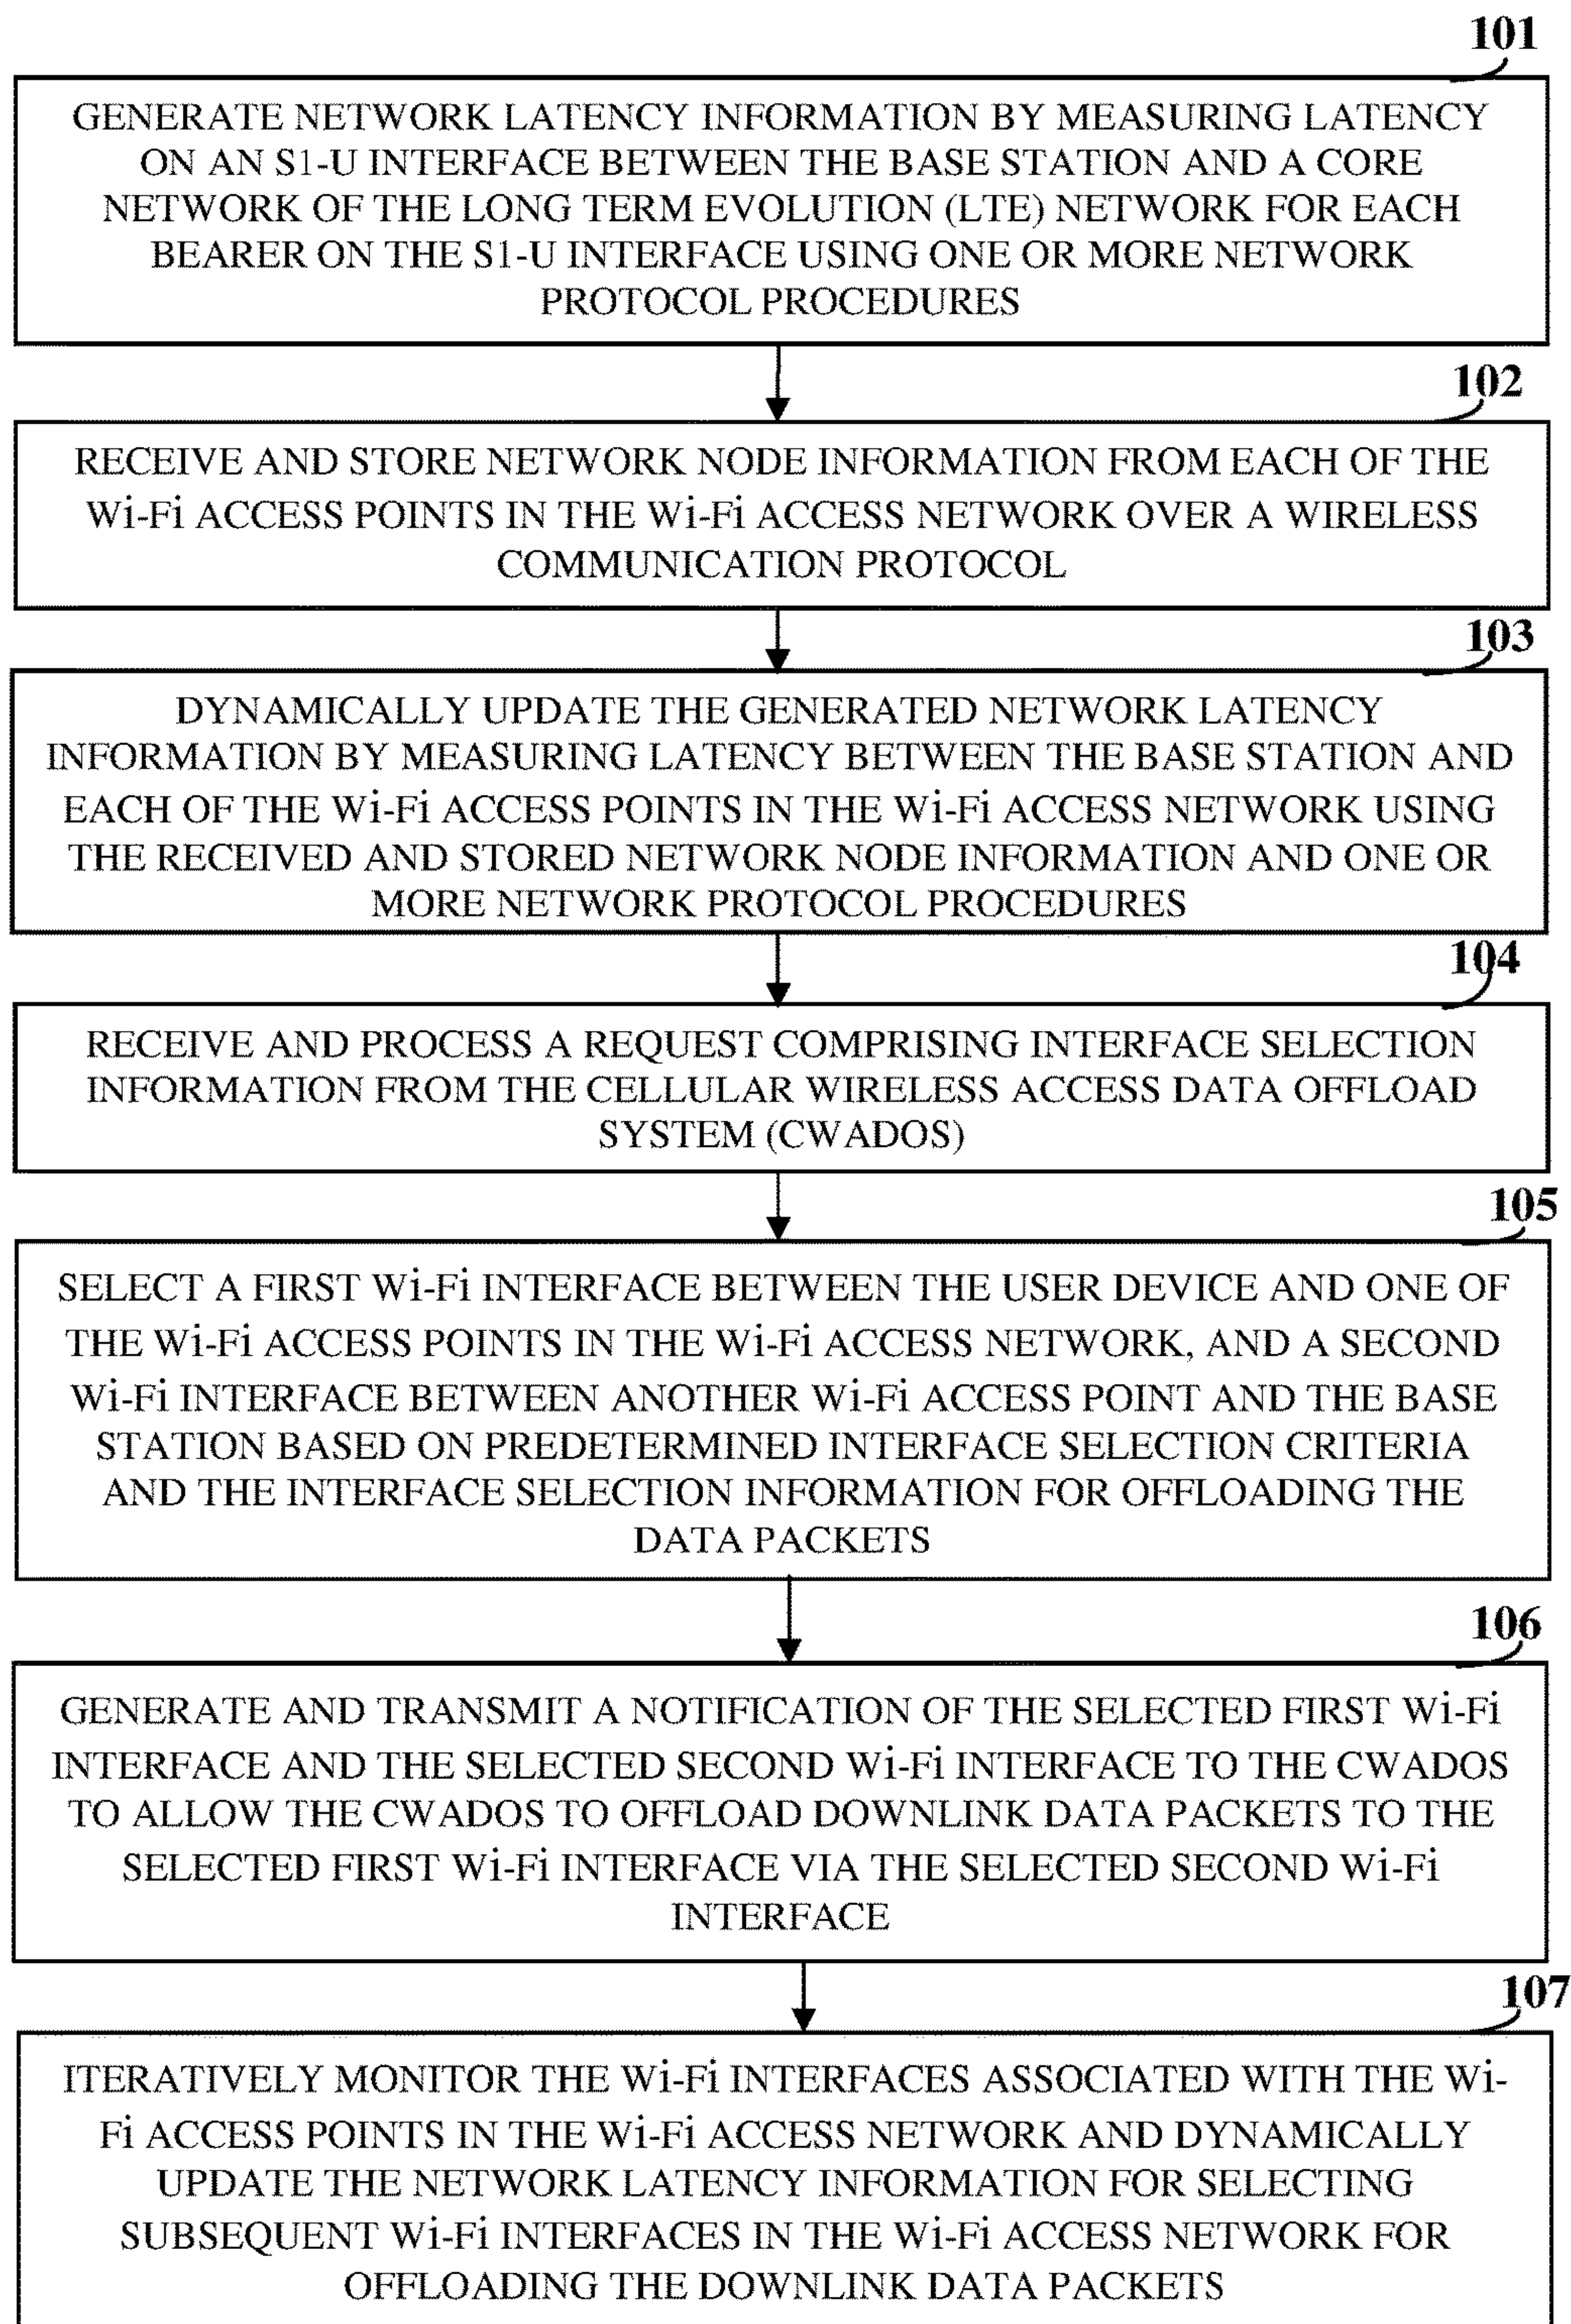 101
GENERATE NETWORK LATENCY INFORMATION BY MEASURING LATENCY
ON AN S1-U INTERFACE BETWEEN THE BASE STATION AND A CORE
NETWORK OF THE LONG TERM EVOLUTION (LTE) NETWORK FOR EACH
BEARER ON THE S1-U INTERFACE USING ONE OR MORE NETWORK
PROTOCOL PROCEDURES
102
RECEIVE AND STORE NETWORK NODE INFORMATION FROM EACH OF THE
Wi-Fi ACCESS POINTS IN THE Wi-Fi ACCESS NETWORK OVER A WIRELESS
COMMUNICATION PROTOCOL
103
DYNAMICALLY UPDATE THE GENERATED NETWORK LATENCY
INFORMATION BY MEASURING LATENCY BETWEEN THE BASE STATION AND
EACH OF THE Wi-Fi ACCESS POINTS IN THE Wi-Fi ACCESS NETWORK USING
THE RECEIVED AND STORED NETWORK NODE INFORMATION AND ONE OR
MORE NETWORK PROTOCOL PROCEDURES
104
RECEIVE AND PROCESS A REQUEST COMPRISING INTERFACE SELECTION
INFORMATION FROM THE CELLULAR WIRELESS ACCESS DATA OFFLOAD
SYSTEM (CWADOS)
105
SELECT A FIRST Wi-Fi INTERFACE BETWEEN THE USER DEVICE AND ONE OF
THE Wi-Fi ACCESS POINTS IN THE Wi-Fi ACCESS NETWORK, AND A SECOND
Wi-Fi INTERFACE BETWEEN ANOTHER Wi-Fi ACCESS POINT AND THE BASE
STATION BASED ON PREDETERMINED INTERFACE SELECTION CRITERIA
AND THE INTERFACE SELECTION INFORMATION FOR OFFLOADING THE
DATA PACKETS
106
GENERATE AND TRANSMIT A NOTIFICATION OF THE SELECTED FIRST Wi-Fi
INTERFACE AND THE SELECTED SECOND Wi-Fi INTERFACE TO THE CWADOS
TO ALLOW THE CWADOS TO OFFLOAD DOWNLINK DATA PACKETS TO THE
SELECTED FIRST Wi-Fi INTERFACE VIA THE SELECTED SECOND Wi-Fi
INTERFACE
107
ITERATIVELY MONITOR THE Wi-Fi INTERFACES ASSOCIATED WITH THE Wi-
Fi ACCESS POINTS IN THE Wi-Fi ACCESS NETWORK AND DYNAMICALLY
UPDATE THE NETWORK LATENCY INFORMATION FOR SELECTING
SUBSEQUENT Wi-Fi INTERFACES IN THE Wi-Fi ACCESS NETWORK FOR
OFFLOADING THE DOWNLINK DATA PACKETS